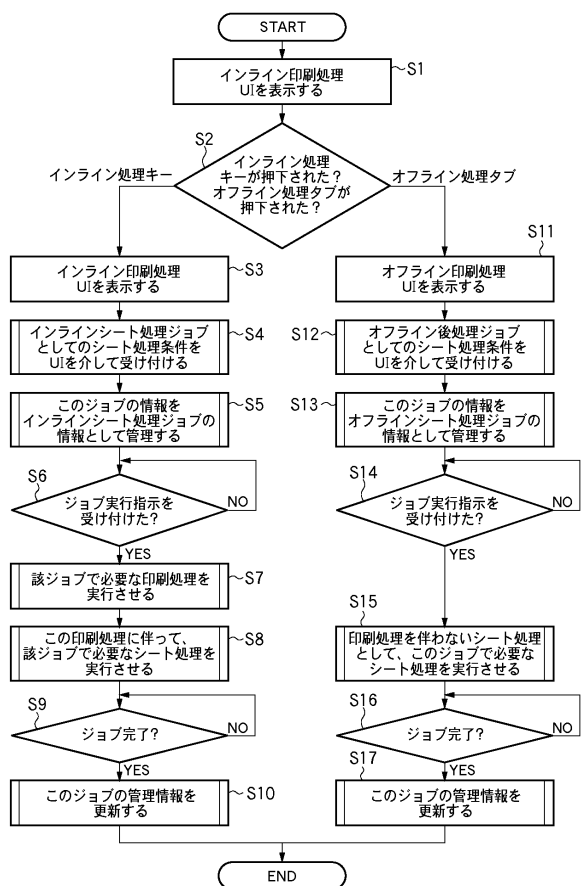 START
S1
インライン印刷処理
UIを表示する
S2
インライン処理
キーが押下された?
オフライン処理タブが
押下された?
インライン処理キー
オフライン処理タブ
S3
インライン印刷処理
UIを表示する
S4
インラインシート処理ジョブ
としてのシート処理条件を
UIを介して受け付ける
S5
このジョブの情報を
インラインシート処理ジョブの
情報として管理する
S6
ジョブ実行指示を
受け付けた?
NO
YES
S7
該ジョブで必要な印刷処理を
実行させる
S8
この印刷処理に伴って、
該ジョブで必要なシート処理を
実行させる
S9
ジョブ完了?
NO
YES
S10
このジョブの管理情報を
更新する
S11
オフライン印刷処理
UIを表示する
S12
オフライン後処理ジョブ
としてのシート処理条件を
UIを介して受け付ける
S13
このジョブの情報を
オフラインシート処理ジョブの
情報として管理する
S14
ジョブ実行指示を
受け付けた?
NO
YES
S15
印刷処理を伴わないシート処理
として、このジョブで必要な
シート処理を実行させる
S16
ジョブ完了?
NO
YES
S17
このジョブの管理情報を
更新する
END